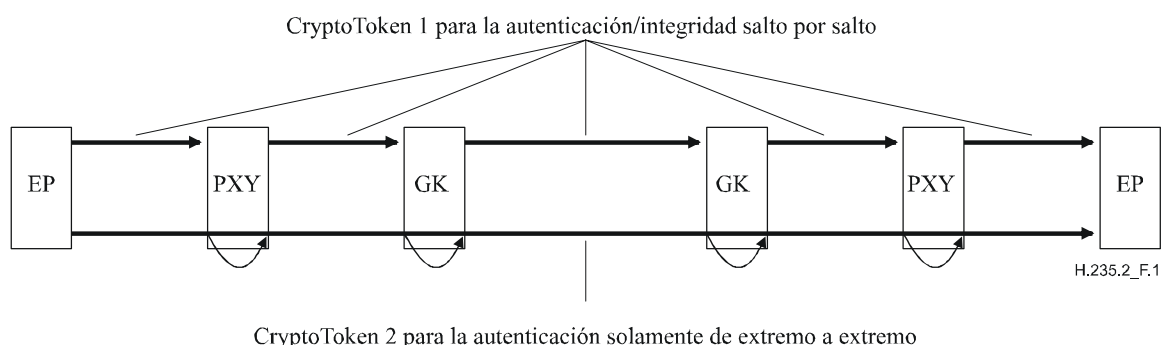 CryptoToken 1 para la autenticación/integridad salto por salto
EP PXY GK GK PXY EP
H.235.2_F.1
CryptoToken 2 para la autenticación solamente de extremo a extremo